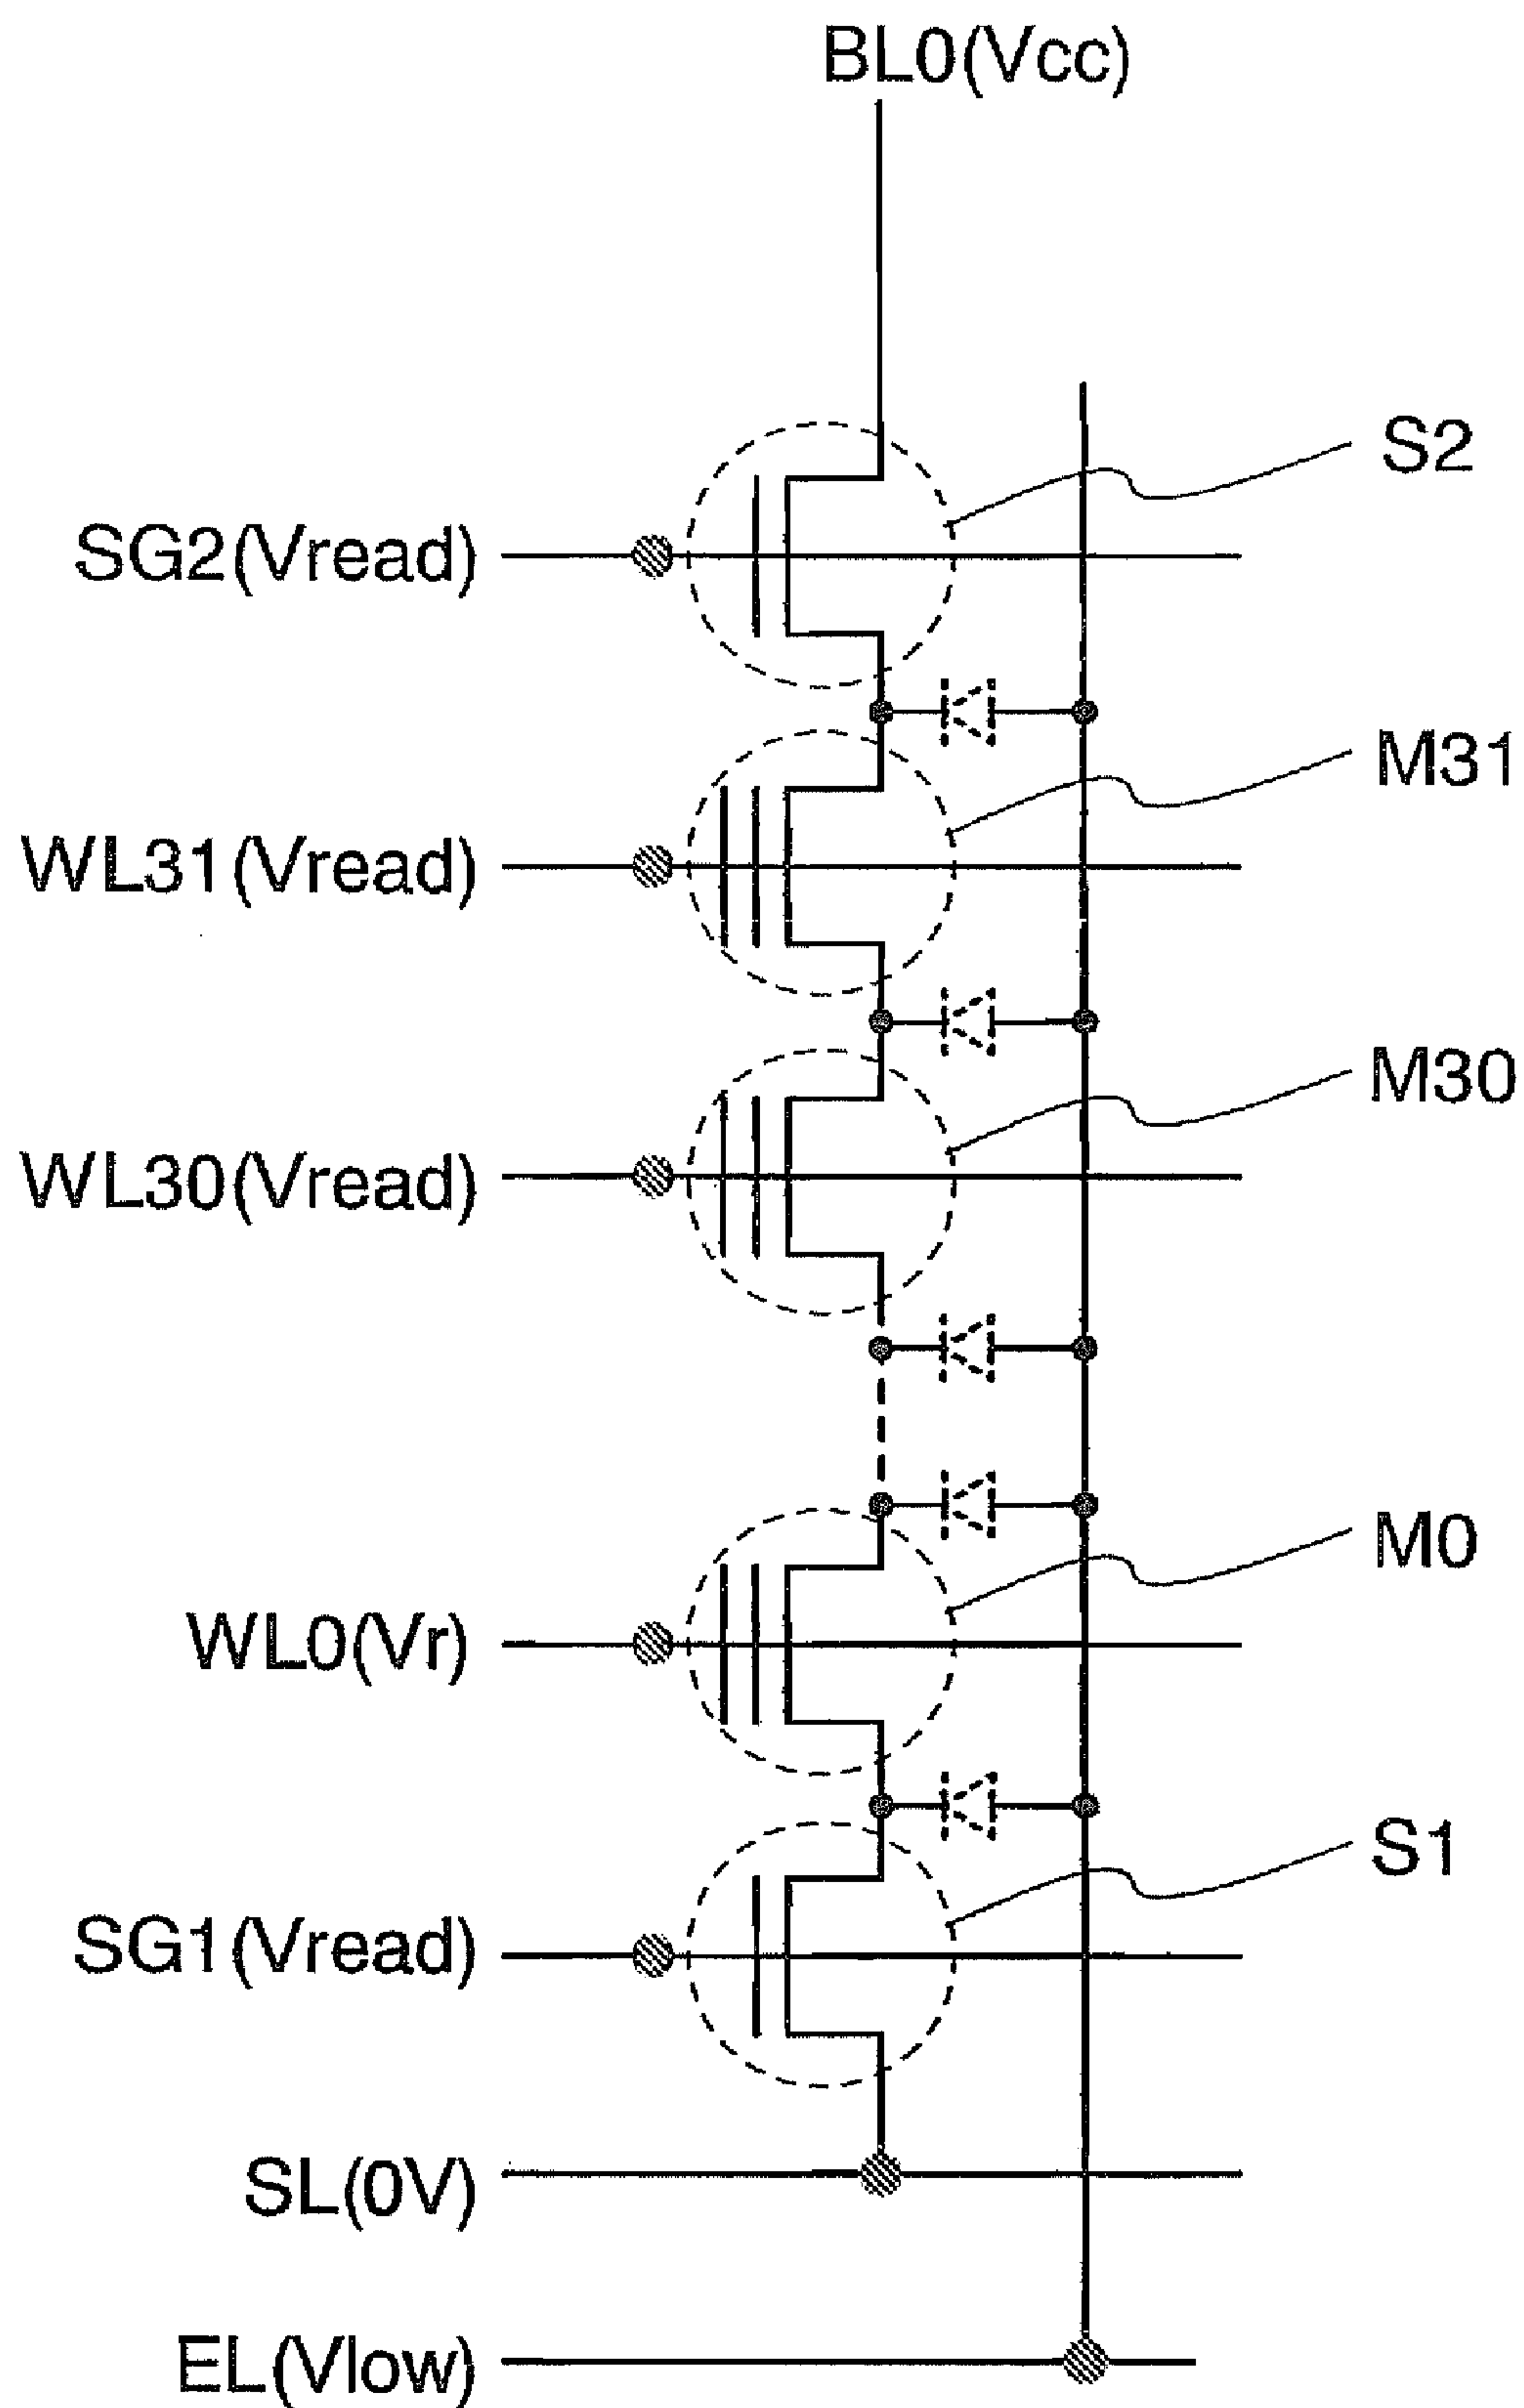 BL0(Vcc)
S2
SG2(Vread)
M31
WL31(Vread)
M30
WL30(Vread)
M0
WL0(Vr)
S1
SG1(Vread)
SL(0V)
EL(Vlow)